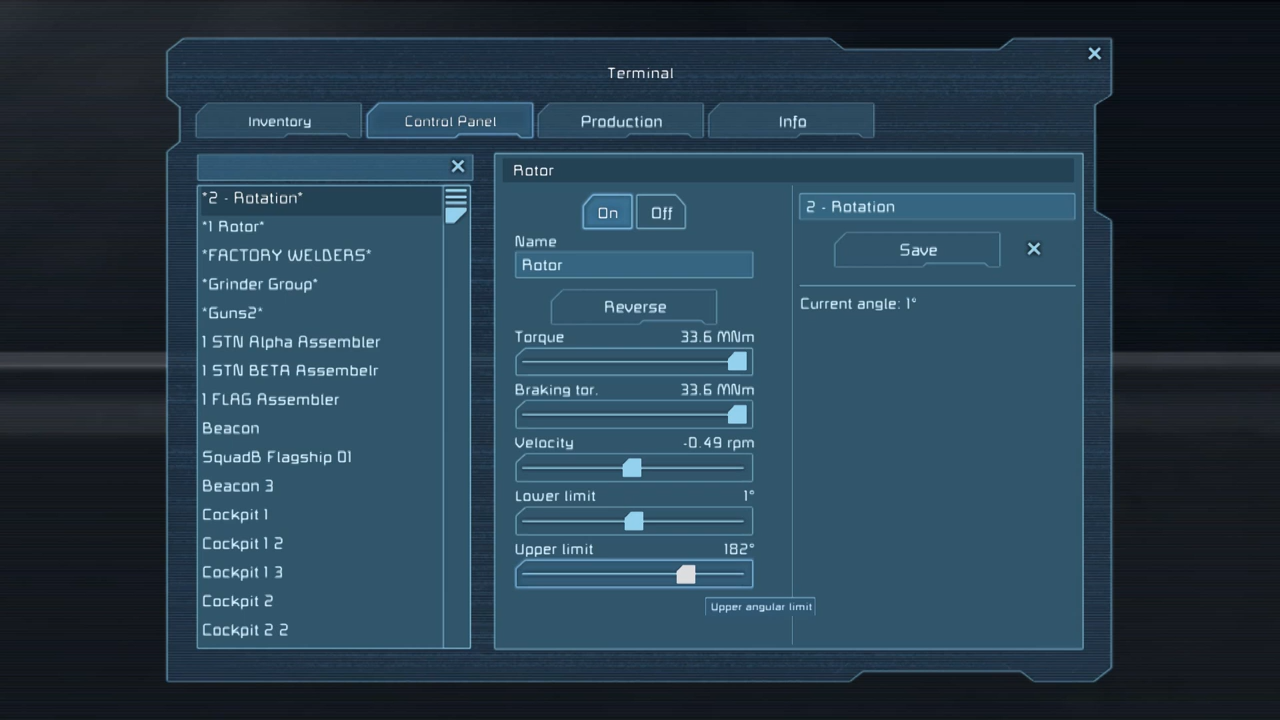 Terminal
Inventory
Control Panel
Production
Info
*2 - Rotation*
*1 Rotor*
*FACTORY WELDERS*
*Grinder Group*
*Guns2*
1 STN Alpha Assembler
1 STN BETA Assembelr
1 FLAG Assembler
Beacon
SquadB Flagship 01
Beacon 3
Cockpit 1
Cockpit 1 2
Cockpit 1 3
Cockpit 2
Cockpit 2 2
Rotor
On
Off
Name
Rotor
Reverse
Torque 33.6 MNm
Braking tor. 33.6 MNm
Velocity -0.49 rpm
Lower limit 1°
Upper limit 182°
Upper angular limit
2 - Rotation
Save
Current angle: 1°